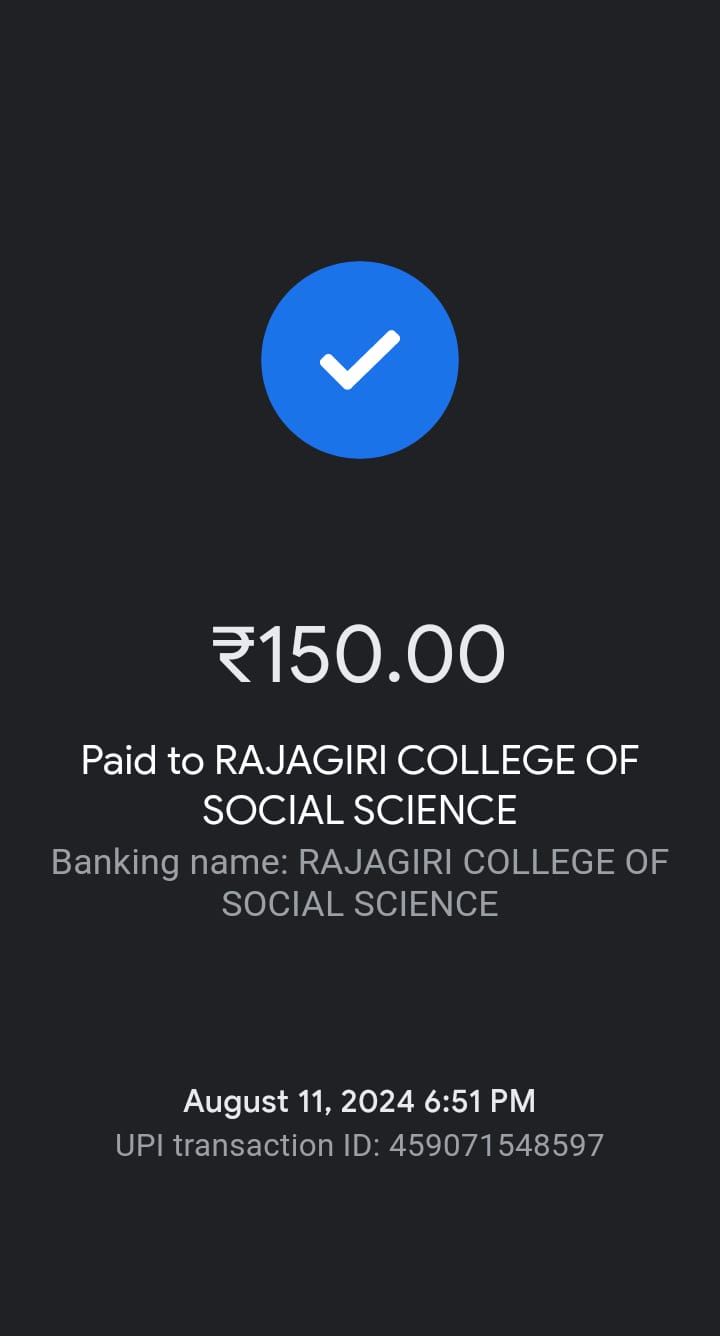 ₹150.00
Paid to RAJAGIRI COLLEGE OF
SOCIAL SCIENCE
Banking name: RAJAGIRI COLLEGE OF
SOCIAL SCIENCE
August 11, 2024 6:51 PM
UPI transaction ID: 459071548597